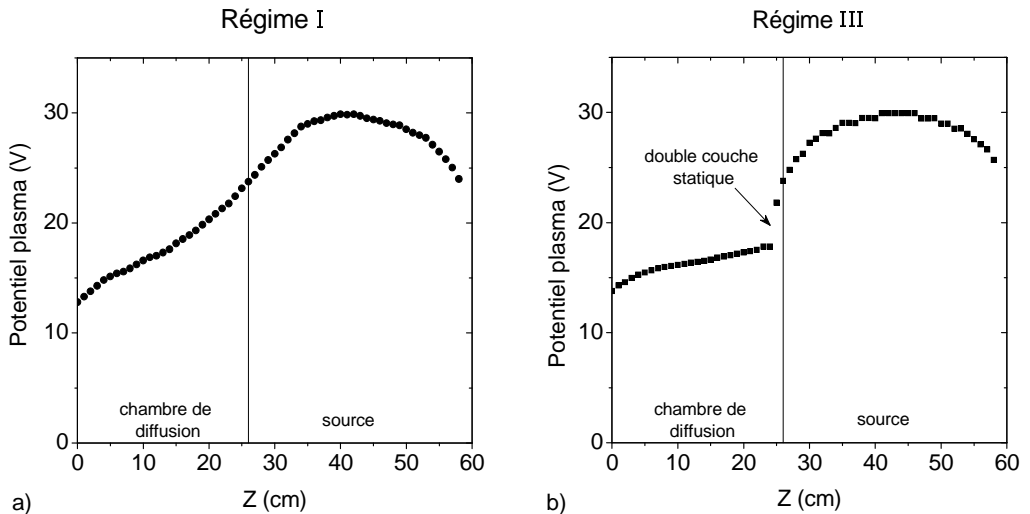 Régime I
Potentiel plasma (V)
30
20
10
0
chambre de
diffusion
source
0 10 20 30 40 50 60
a)
Z (cm)
Régime III
Potentiel plasma (V)
30
20
10
0
double couche
statique
chambre de
diffusion
source
0 10 20 30 40 50 60
b)
Z (cm)